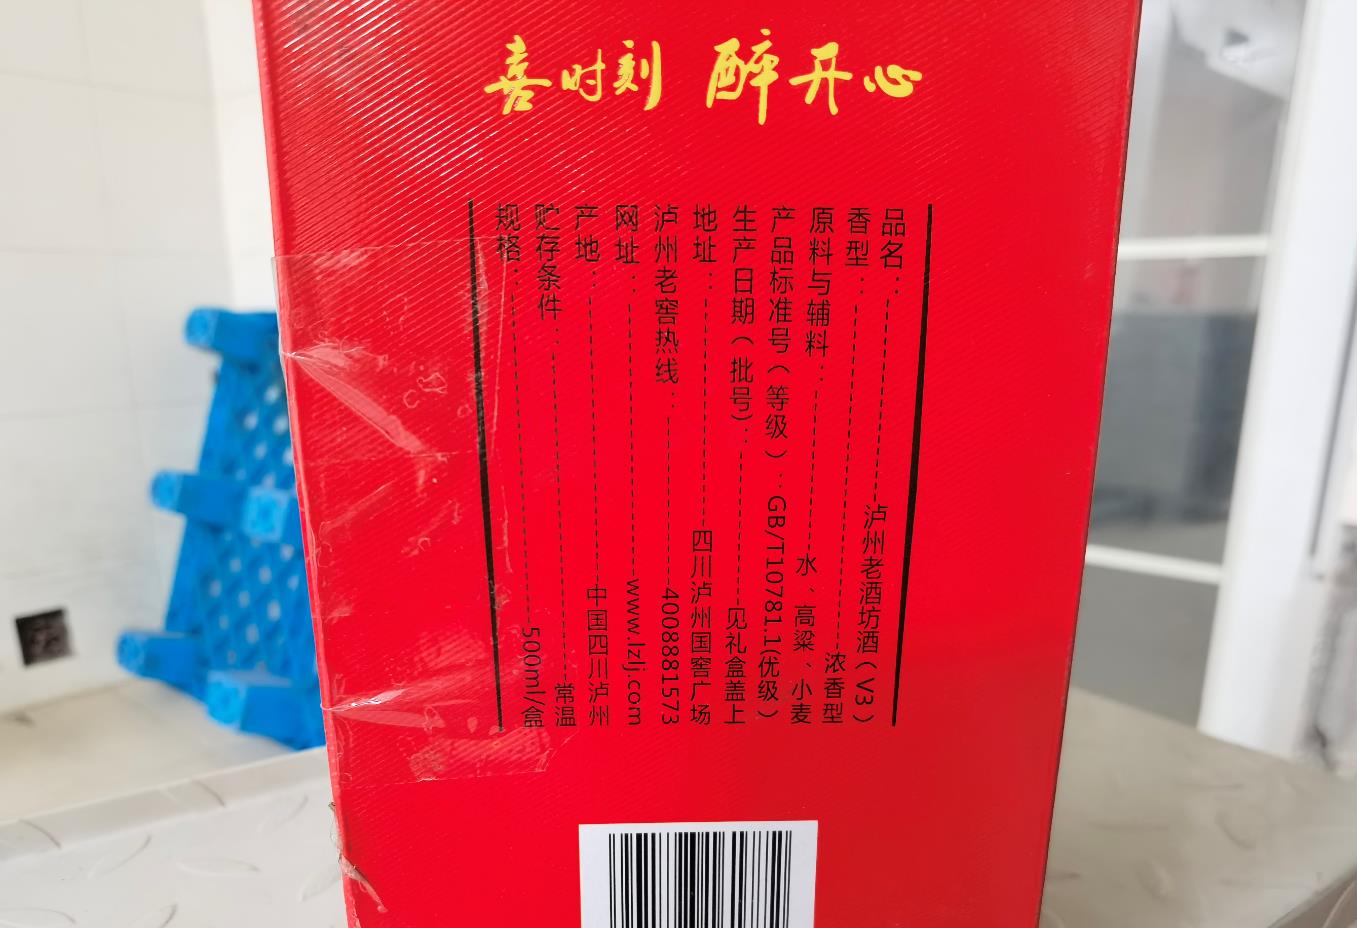 喜时刻 醉开心
品名：泸州老酒坊酒（V3）
香型：浓香型
原料与辅料：水、高粱、小麦
产品标准号（等级）：GB/T10781.1(优级）
生产日期（批号)：见礼盒盖上
地址：四川泸州国窖广场
泸州老窖热线：4008881573
网址：www.lzlj.com
产地：中国四川泸州
贮存条件：常温
规格：500ml/盒